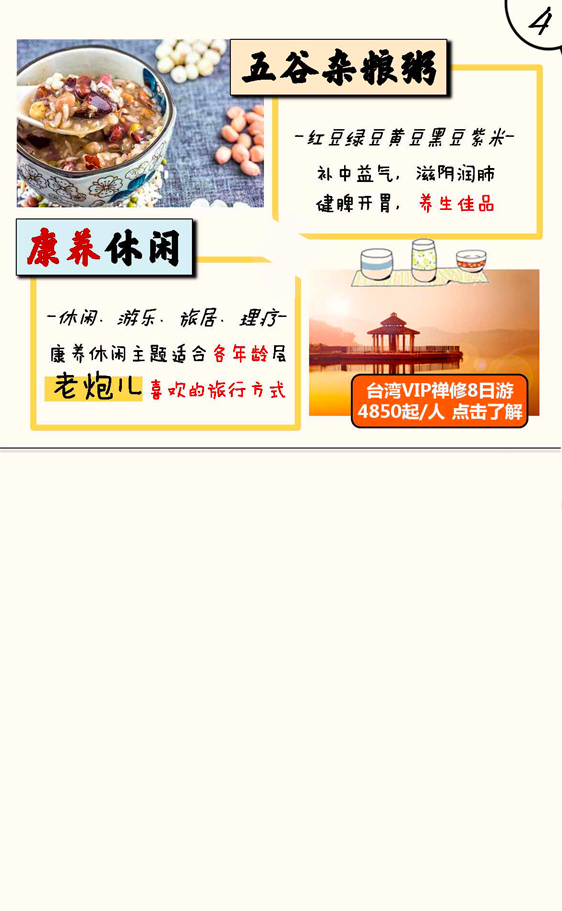 4
五谷杂粮粥
-红豆绿豆黄豆黑豆紫米-
补中益气，滋阴润肺
健脾开胃，养生佳品
康养休闲
-休闲、游乐、旅居、理疗-
康养休闲主题适合各年龄层
老炮儿喜欢的旅行方式
台湾VIP禅修8日游
4850起/人 点击了解